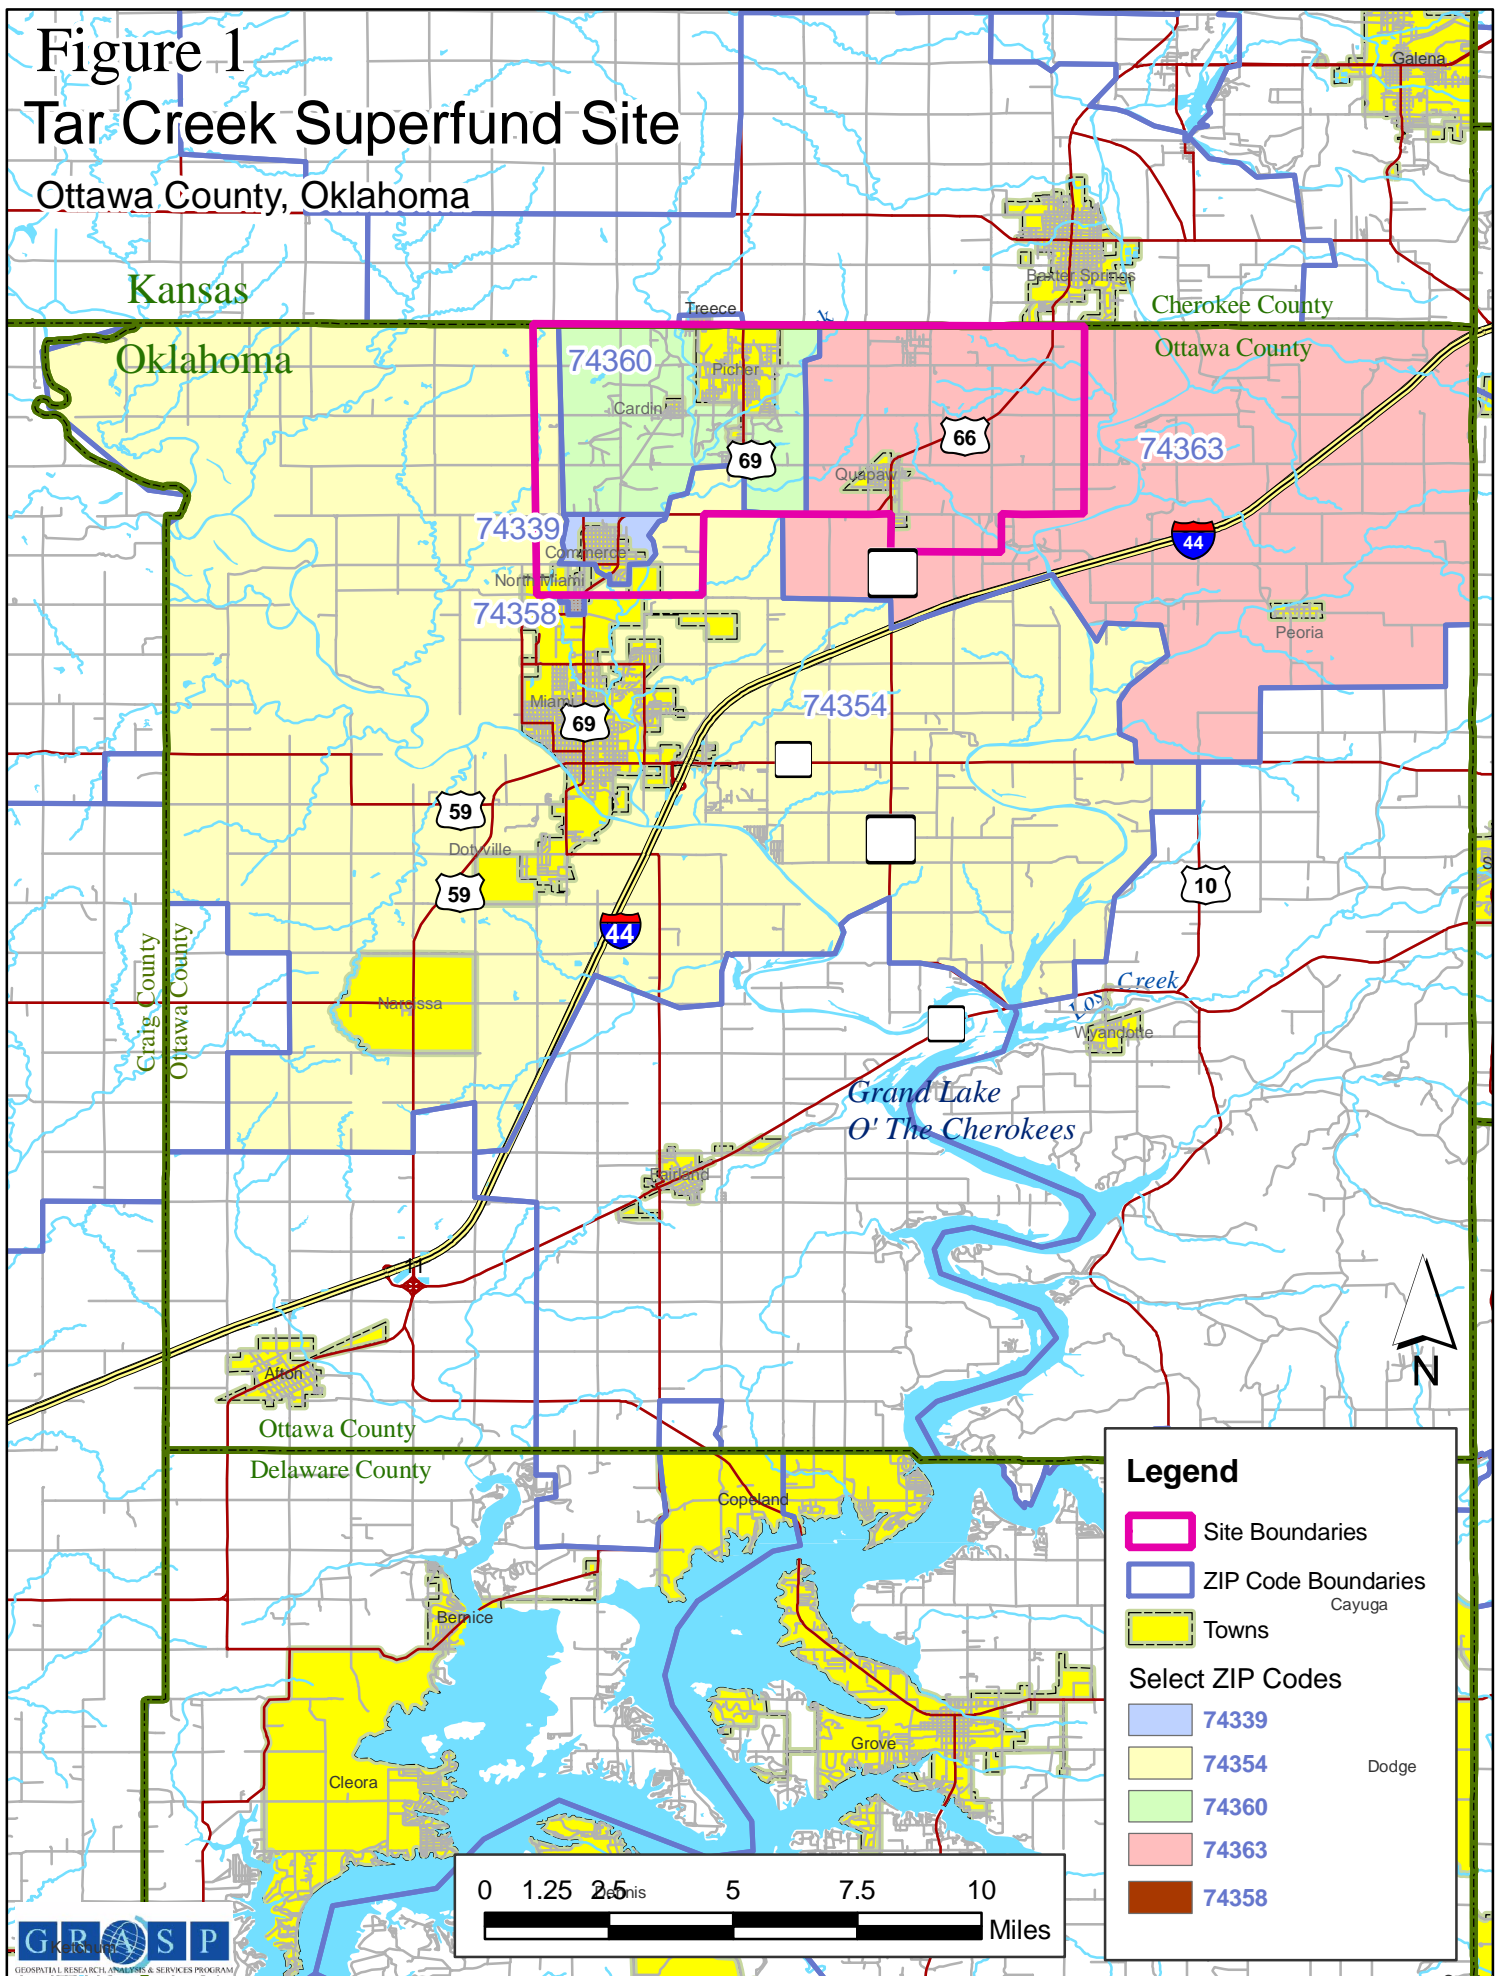 Figure 1
Tar Creek Superfund Site
Ottawa County, Oklahoma
Galena
Baxter Springs
Kansas
Treece
k
Cherokee County
Oklahoma
Ottawa County
74360
Picher
Cardin
66
74363
69
Quapaw
74339
Commerce
44
North Miami
74358
Peoria
Miami
69
74354
59
Dotyville
59
10
S
44
Craig County
Ottawa County
Narcissa
Los Creek
Wyandotte
Grand Lake
O' The Cherokees
Fairland
11
Afton
N
Ottawa County
Delaware County
Copeland
Bernice
Cleora
Grove
Legend
Site Boundaries
ZIP Code Boundaries
Cayuga
Towns
Select ZIP Codes
74339
74354
Dodge
74360
74363
74358
0 1.25 2.5 5 7.5 10
Dennis
Miles
GRASP
Ketchum
GEOSPATIAL RESEARCH, ANALYSIS & SERVICES PROGRAM